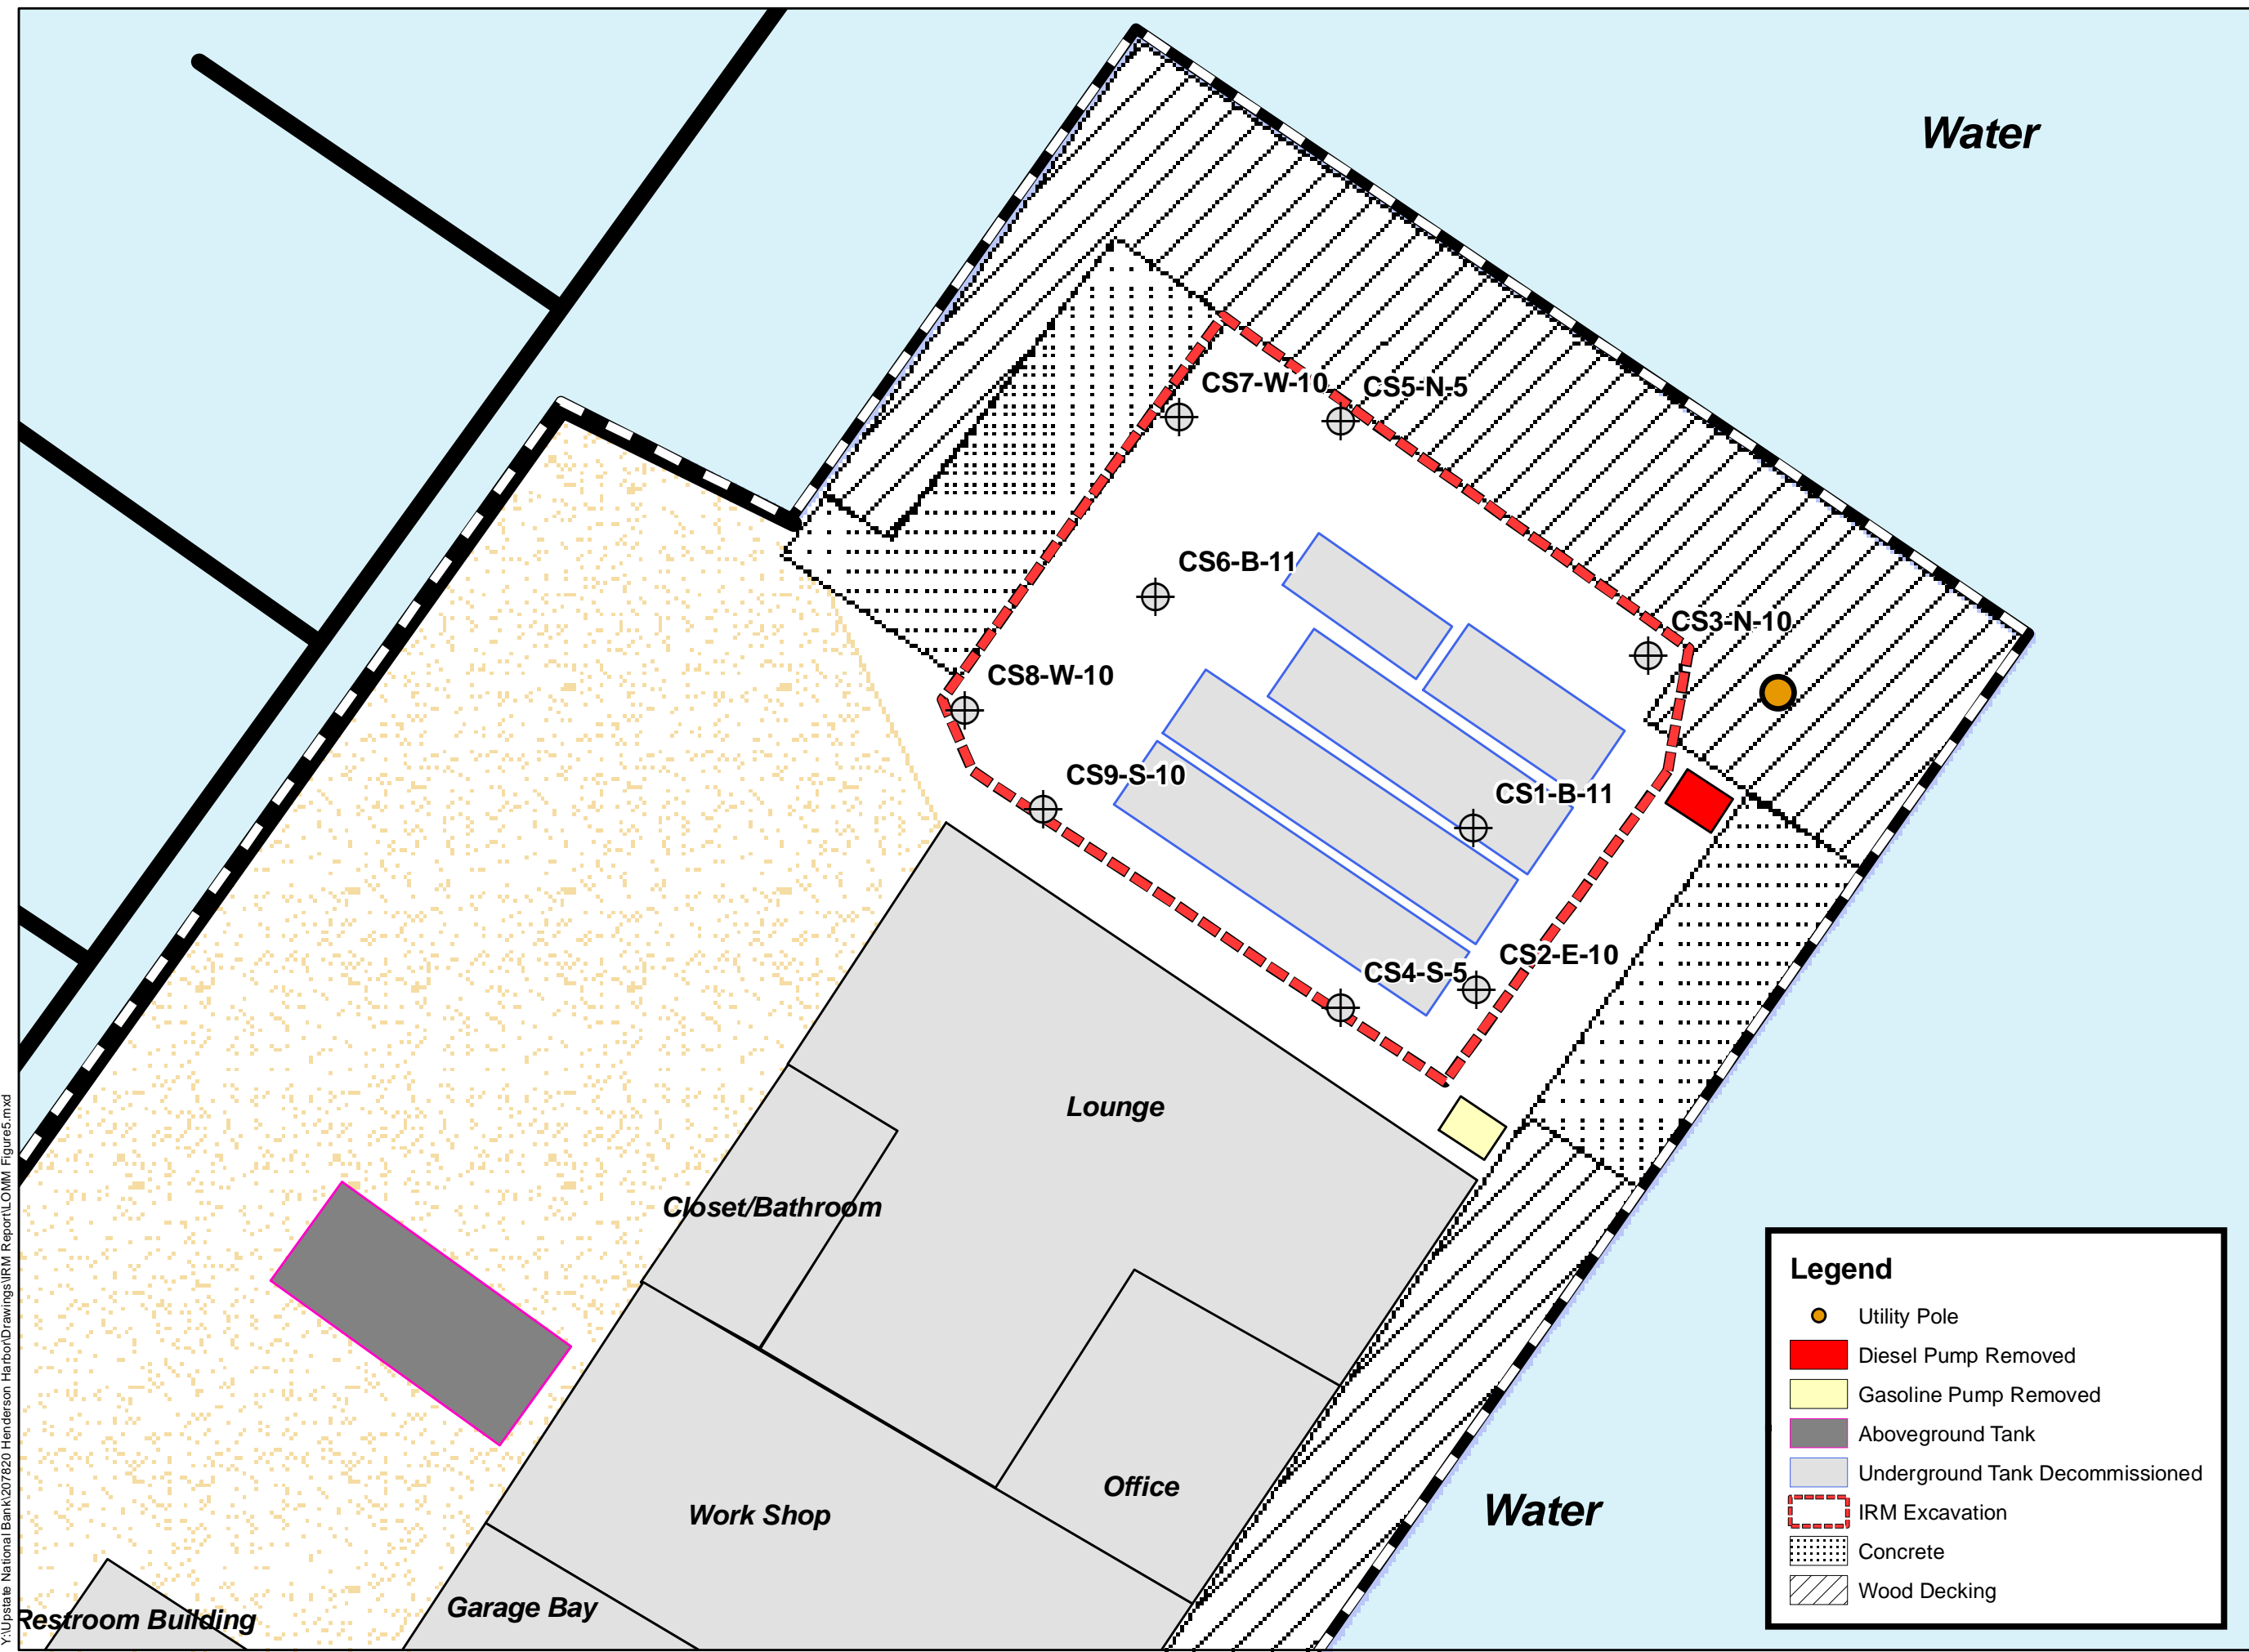 Water
CS7-W-10
CS5-N-5
CS6-B-11
CS3-N-10
CS8-W-10
CS9-S-10
CS1-B-11
CS2-E-10
CS4-S-5
Lounge
Closet/Bathroom
Office
Work Shop
Garage Bay
Restroom Building
Water
Legend
Utility Pole
Diesel Pump Removed
Gasoline Pump Removed
Aboveground Tank
Underground Tank Decommissioned
IRM Excavation
Concrete
Wood Decking
Y:\Upstate National Bank\207820 Henderson Harbor\Drawings\IRM Report\LOMM Figure5.mxd